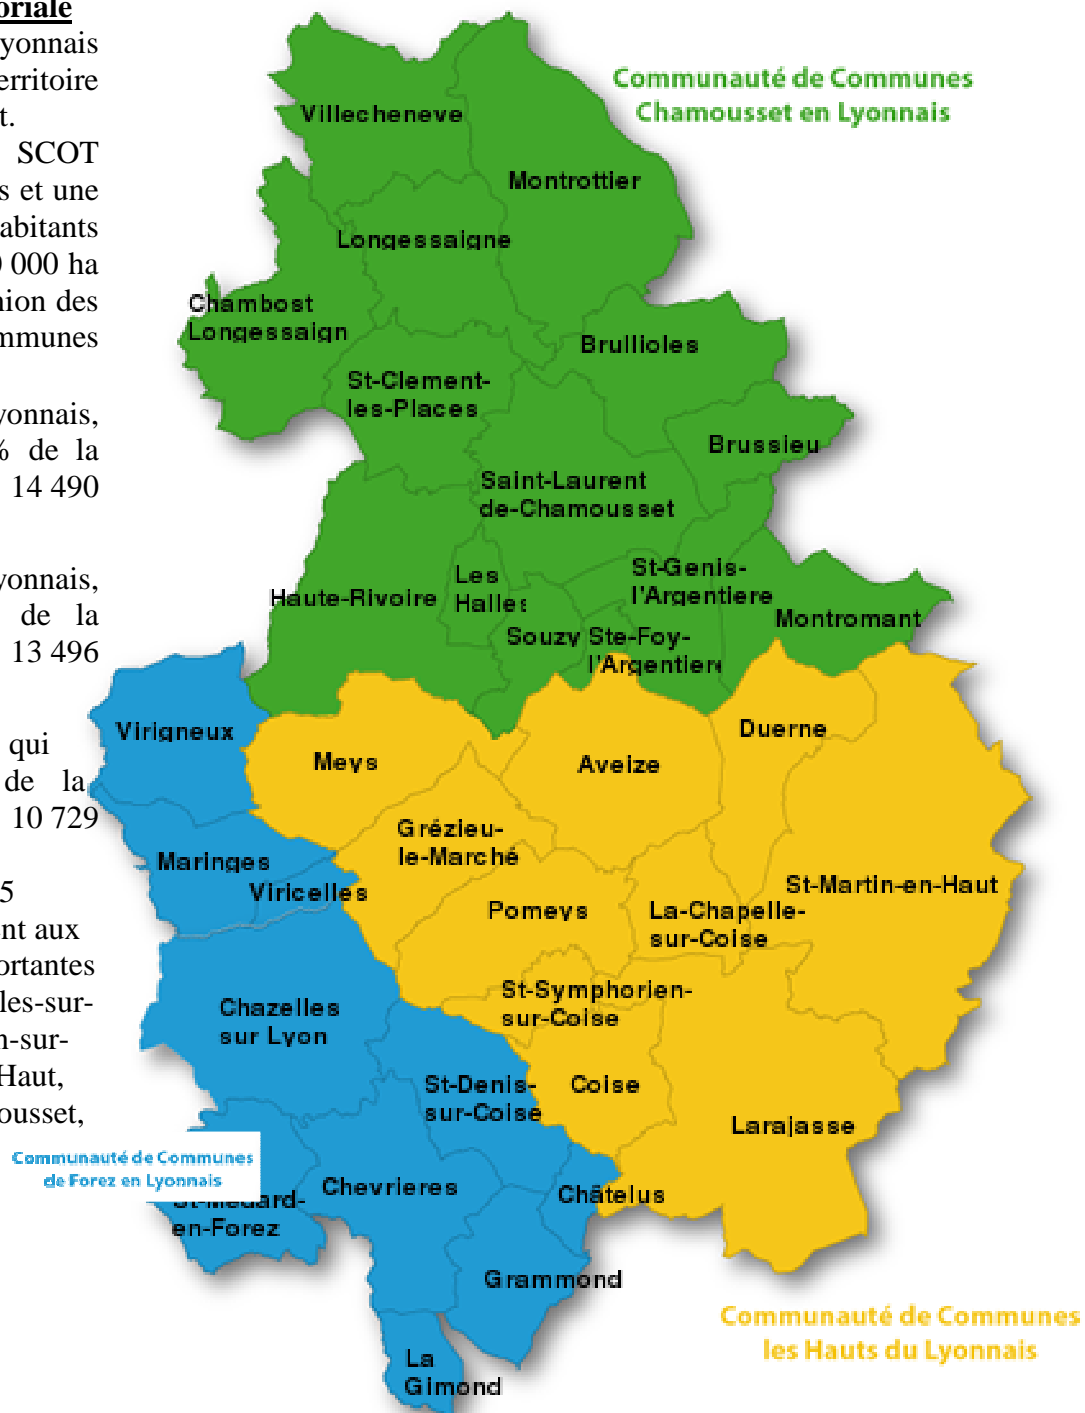 oriale
yonnais
erritoire
t.
SCOT
s et une
abitants
0 000 ha
nion des
mmunes
yonnais,
% de la
14 490
yonnais,
de la
13 496
qui
de la
10 729
5
ent aux
ortantes
les-sur-
n-sur-
Haut,
ousset,
Communauté de Communes
Chamousset en Lyonnais
Villecheneve
Montrottier
Longessaigne
Chambost
Longessaign
Brullioles
St-Clement-
les-Places
Brussieu
Saint-Laurent
de-Chamousset
Haute-Rivoire
Les
Halles
St-Genis-
l'Argentiere
Montromant
Souzy
Ste-Foy-
l'Argentiere
Virigneux
Meys
Aveize
Duerne
Grézieu-
le-Marché
Maringes
Viricelles
Pomeys
La-Chapelle-
sur-Coise
St-Martin-en-Haut
Chazelles
sur Lyon
St-Symphorien-
sur-Coise
St-Denis-
sur-Coise
Coise
Larajasse
Communauté de Communes
de Forez en Lyonnais
St-Medard-
en-Forez
Chevrieres
Châtelus
Grammond
La
Gimond
Communauté de Communes
les Hauts du Lyonnais